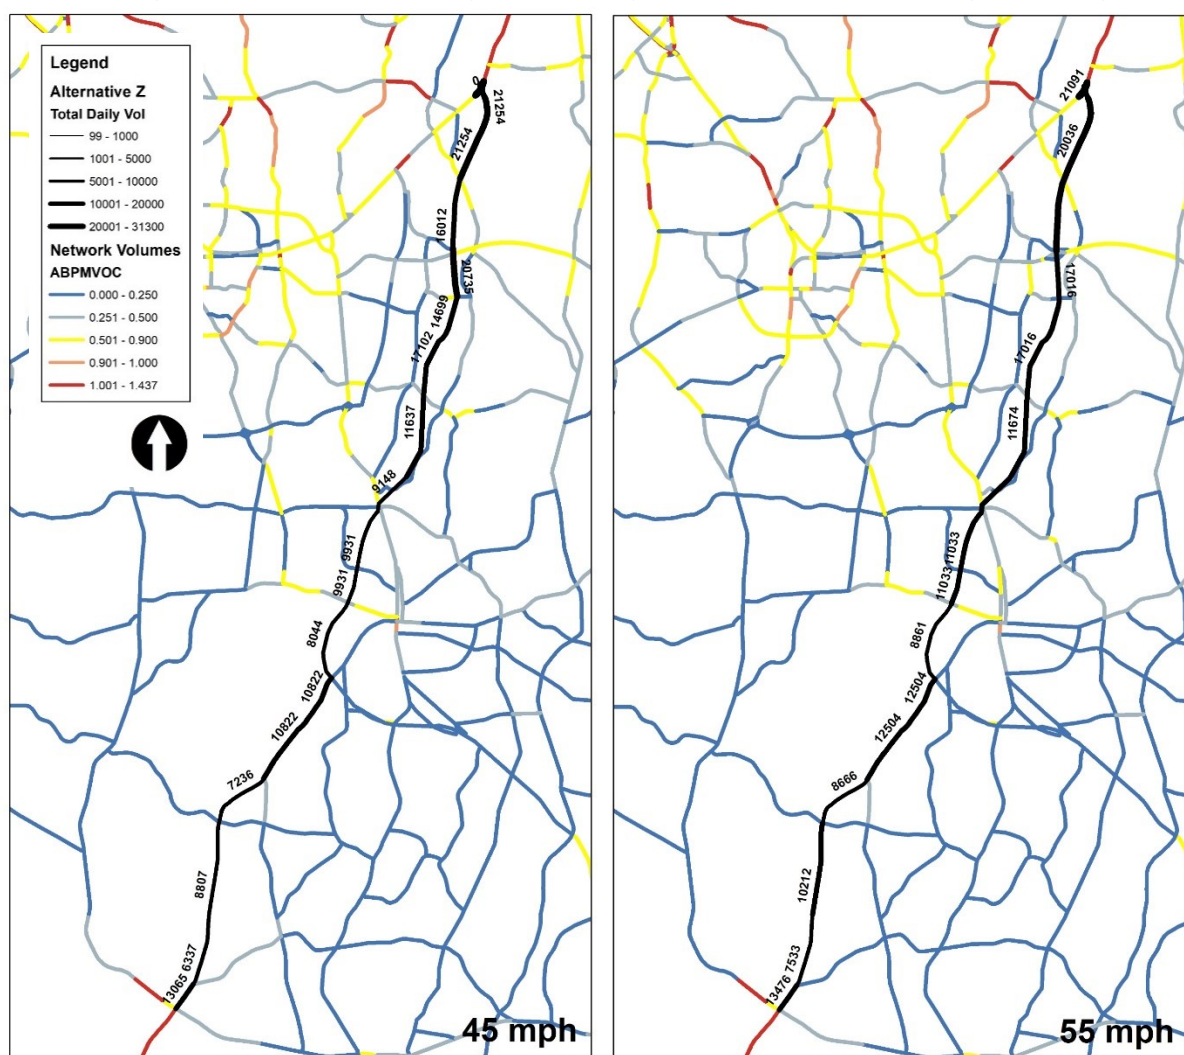 Legend
Alternative Z
Total Daily Vol
99 - 1000
1001 - 5000
5001 - 10000
10001 - 20000
20001 - 31300
Network Volumes
ABPMVOC
0.000 - 0.250
0.251 - 0.500
0.501 - 0.900
0.901 - 1.000
1.001 - 1.437
0
21254
21254
16012
20735
14699
17102
11637
9148
9931
9931
8044
10822
10822
7236
8807
6337
13065
45 mph
21091
20036
17016
17016
11674
11033
11033
8861
12504
12504
8666
10212
7533
13476
55 mph